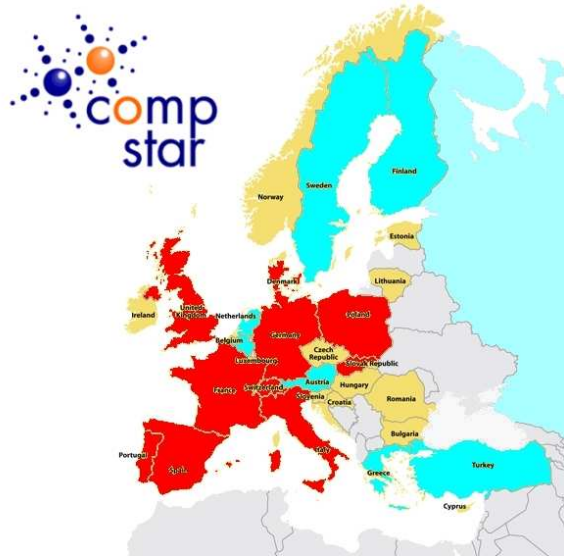 comp
star
Norway
Sweden
Finland
Estonia
Lithuania
Denmark
United
Kingdom
Ireland
Netherlands
Belgium
Germany
Poland
Luxembourg
Czech
Republic
Slovak Republic
France
Switzerland
Austria
Hungary
Slovenia
Croatia
Romania
Bulgaria
Portugal
Spain
Italy
Greece
Turkey
Cyprus